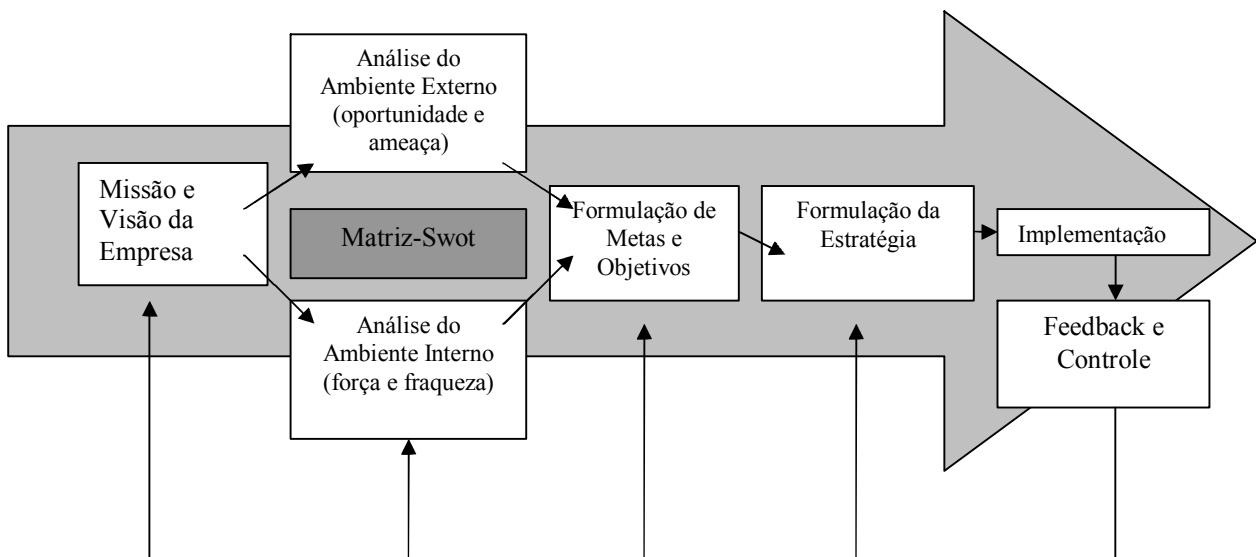 Missão e
Visão da
Empresa
Análise do
Ambiente Externo
(oportunidade e
ameaça)
Matriz-Swot
Análise do
Ambiente Interno
(força e fraqueza)
Formulação de
Metas e
Objetivos
Formulação da
Estratégia
Implementação
Feedback e
Controle